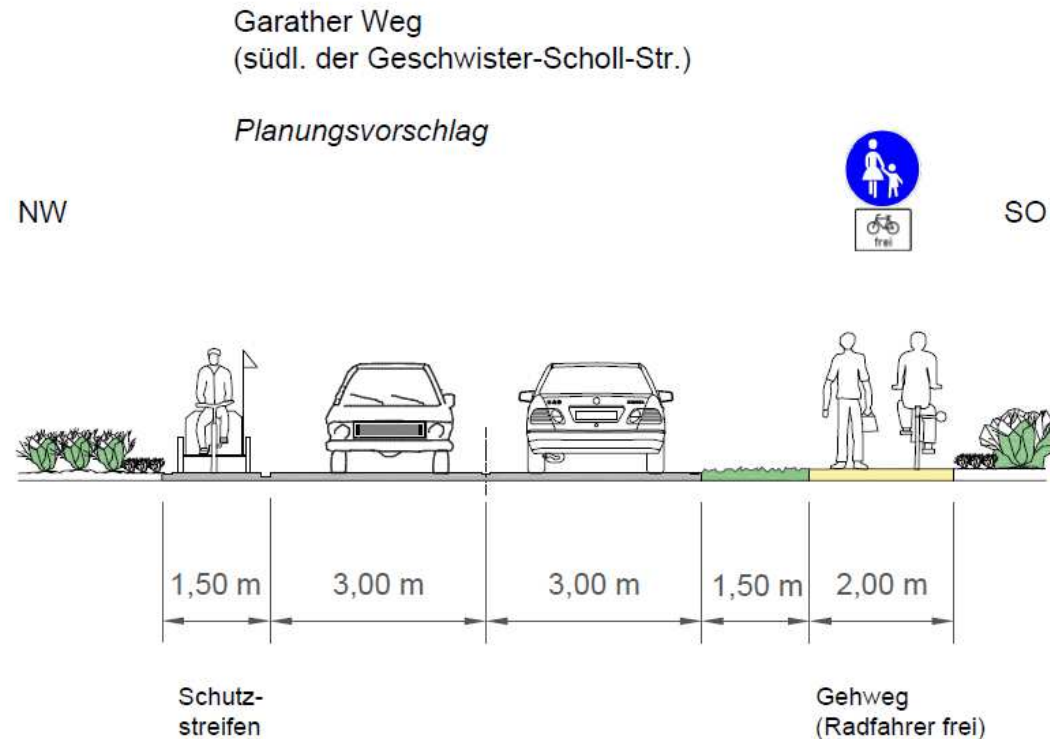 Garather Weg
(südl. der Geschwister-Scholl-Str.)
Planungsvorschlag
NW
SO
frei
1,50 m
3,00 m
3,00 m
1,50 m
2,00 m
Schutz-
streifen
Gehweg
(Radfahrer frei)